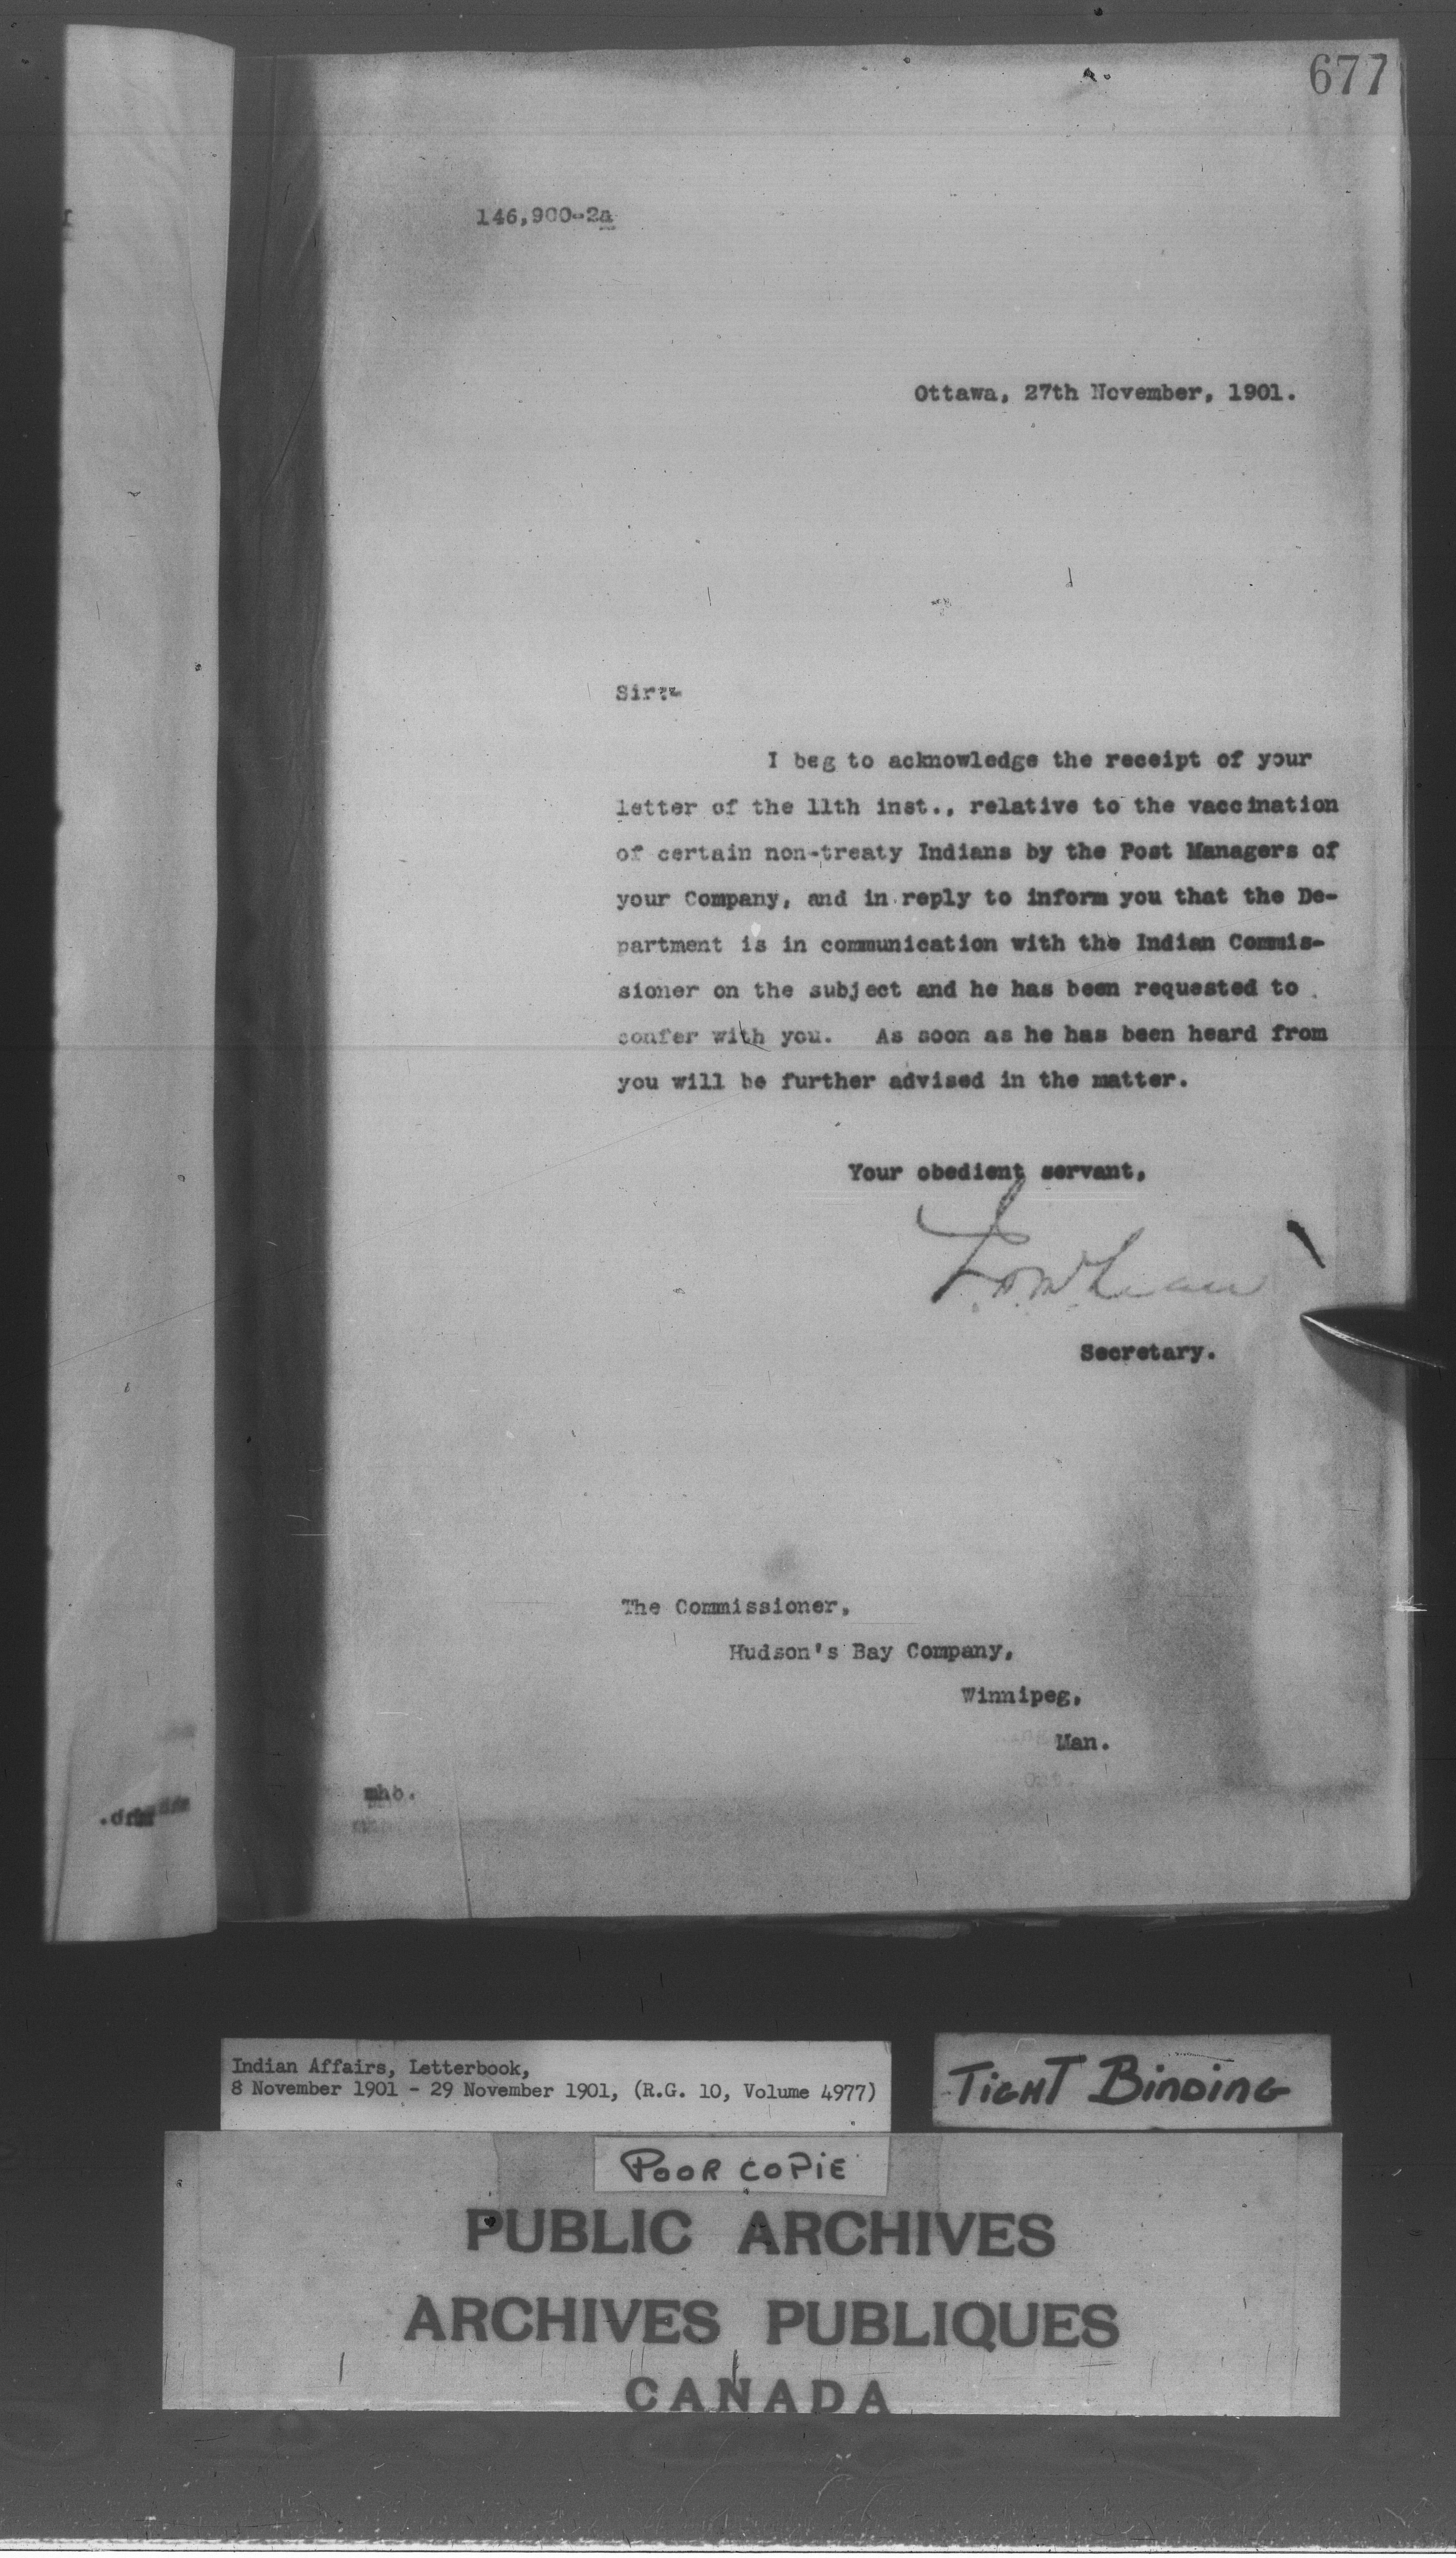 677
146,900-2a
Ottawa, 27th November, 1901.
Sir:-
I beg to acknowledge the receipt of your
letter of the 11th inst., relative to the vaccination
of certain non-treaty Indians by the Post Managers of
your Company, and in reply to inform you that the De-
partment is in communication with the Indian Commis-
sioner on the subject and he has been requested to
confer with you. As soon as he has been heard from
you will be further advised in the matter.
Your obedient servant,
Secretary.
The Commissioner,
Hudson's Bay Company,
Winnipeg,
Man.
mhb.
Indian Affairs, Letterbook,
8 November 1901 - 29 November 1901, (R.G. 10, Volume 4977)
TIGHT BINDING
POOR COPIE
PUBLIC ARCHIVES
ARCHIVES PUBLIQUES
CANADA